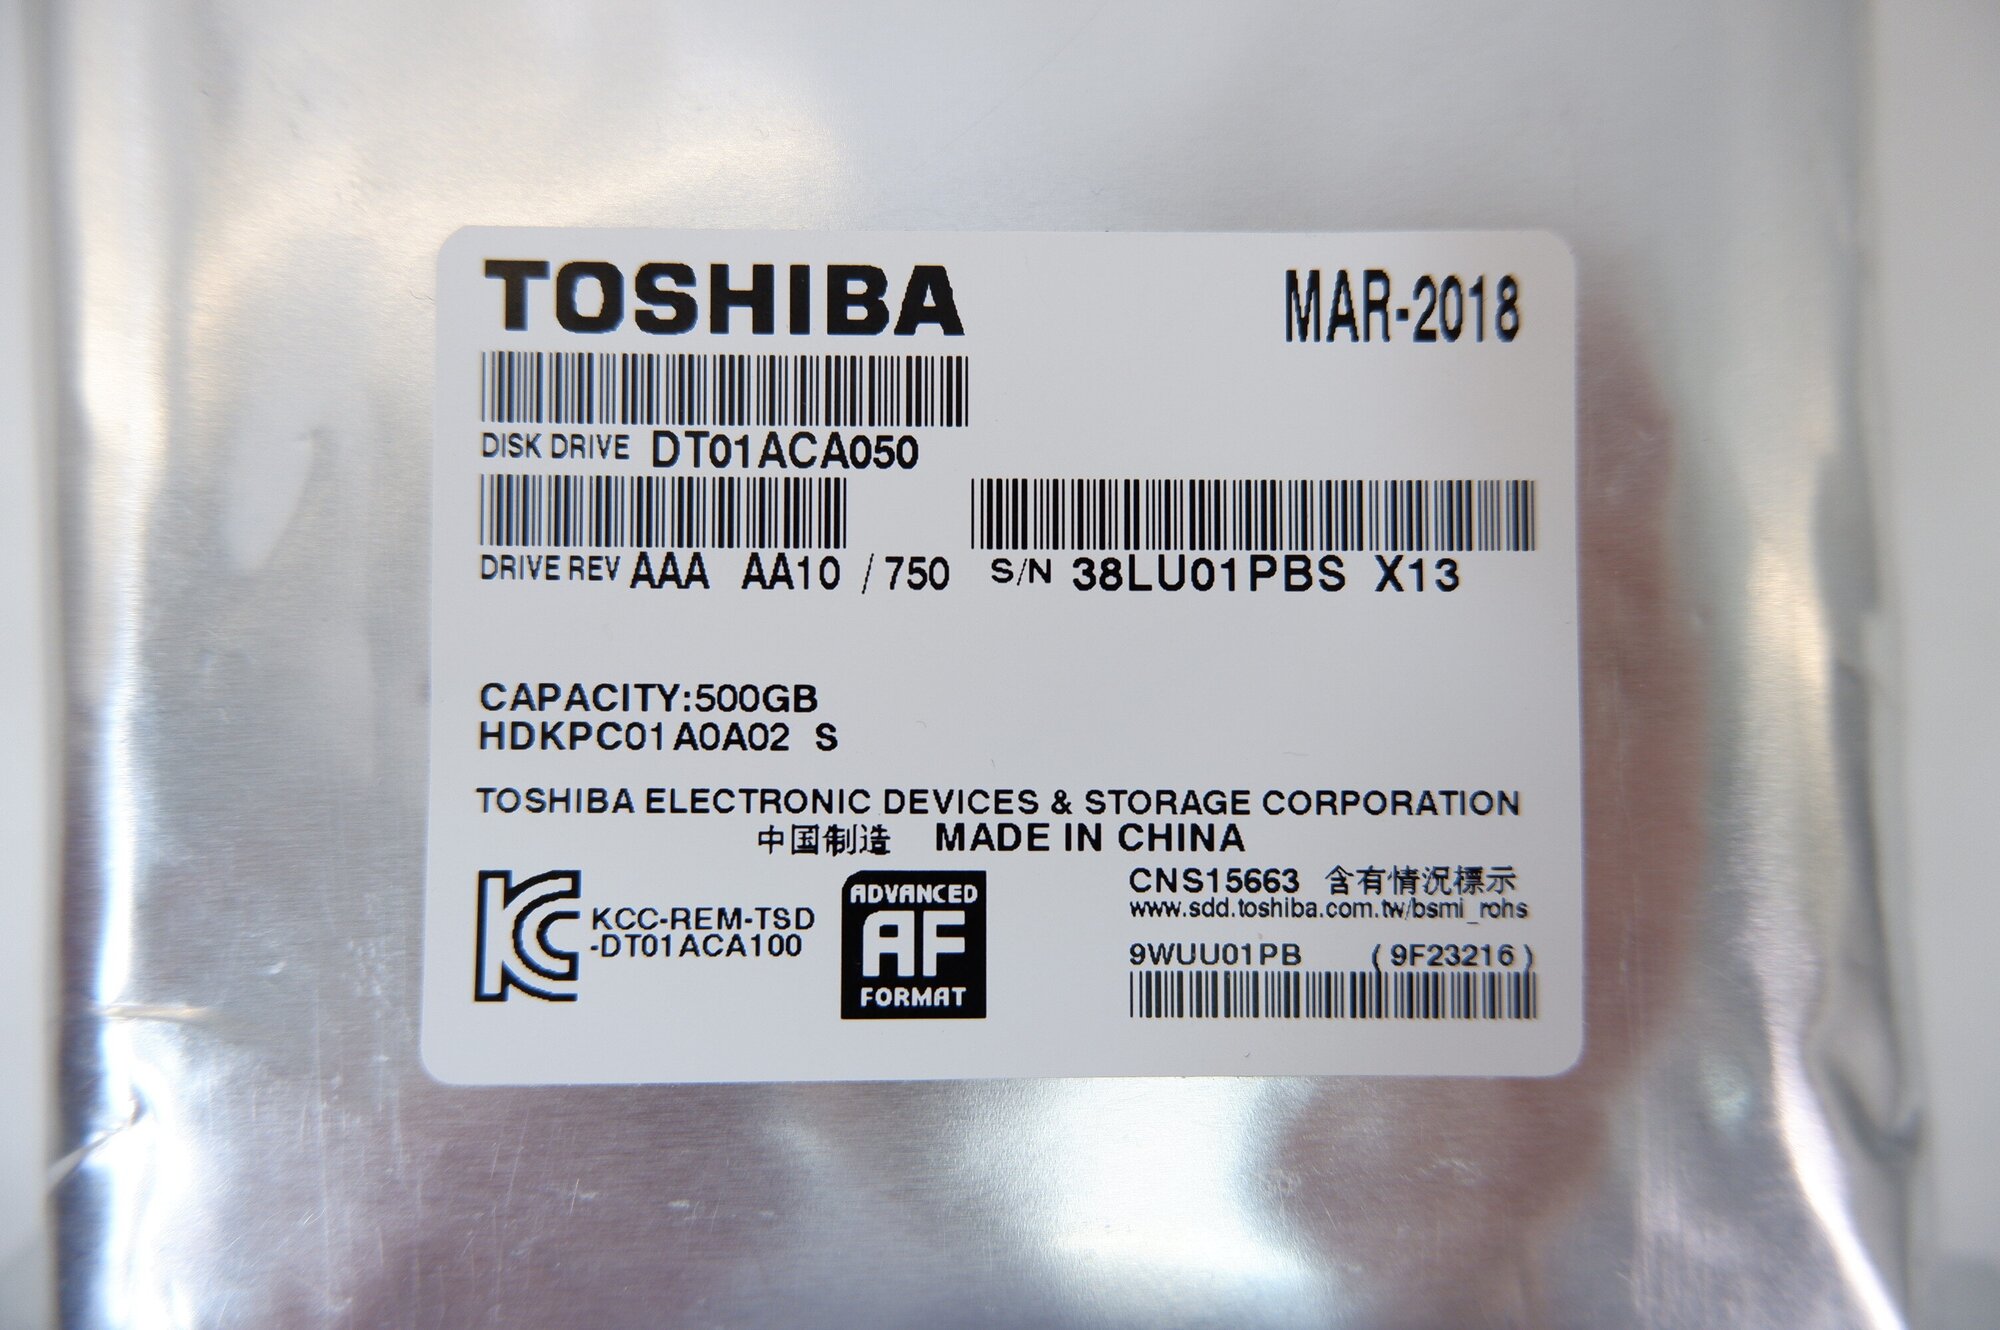 TOSHIBA MAR-2018
DISK DRIVE DT01ACA050
DRIVE REV AAA AA10 / 750 S/N 38LU01PBS X13
CAPACITY:500GB
HDKPC01A0A02 S
TOSHIBA ELECTRONIC DEVICES & STORAGE CORPORATION
中国制造 MADE IN CHINA
KCC-REM-TSD
-DT01ACA100
ADVANCED
AF
FORMAT
CNS15663 含有情況標示
www.sdd.toshiba.com.tw/bsmi_rohs
9WUU01PB (9F23216)